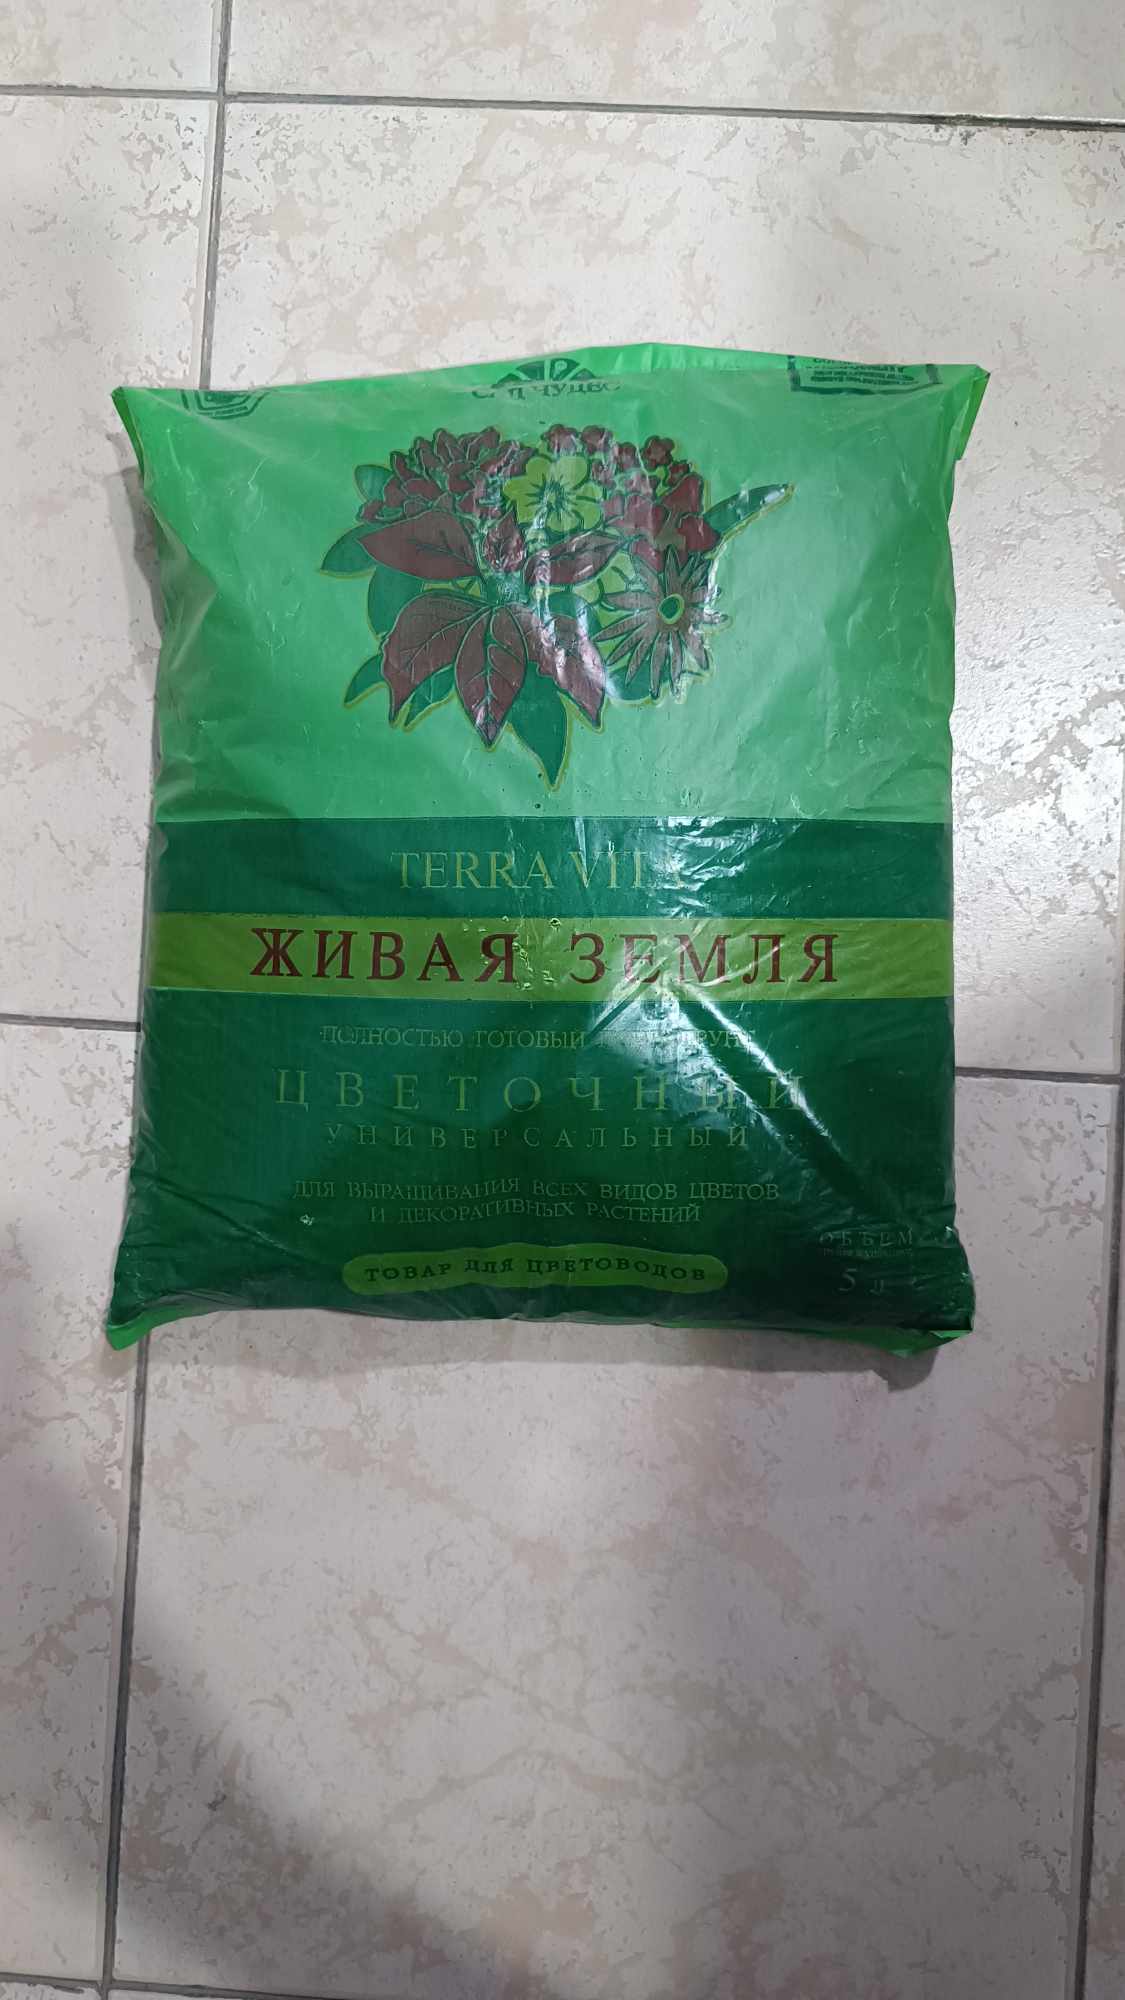 ЧУДЕС
TERRA VITA
ЖИВАЯ ЗЕМЛЯ
ПОЛНОСТЬЮ ГОТОВЫЙ
ЦВЕТОЧНЫЙ
УНИВЕРСАЛЬНЫЙ
ДЛЯ ВЫРАЩИВАНИЯ ВСЕХ ВИДОВ ЦВЕТОВ
И ДЕКОРАТИВНЫХ РАСТЕНИЙ
ОБЪЕМ
5 л
ТОВАР ДЛЯ ЦВЕТОВОДОВ